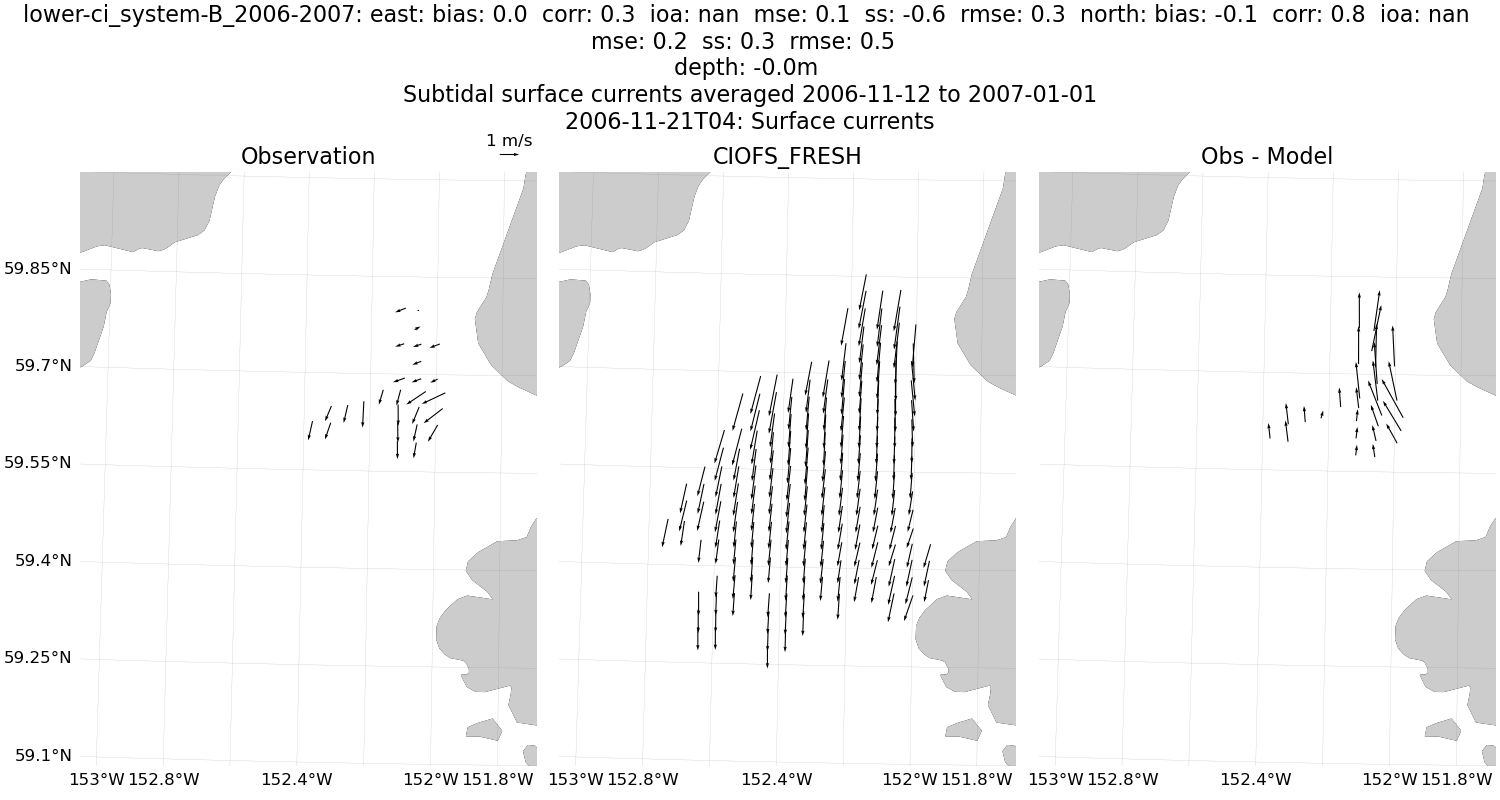 lower-ci_system-B_2006-2007: east: bias: 0.0 corr: 0.3 ioa: nan mse: 0.1 ss: -0.6 rmse: 0.3 north: bias: -0.1 corr: 0.8 ioa: nan
mse: 0.2 ss: 0.3 rmse: 0.5
depth: -0.0m
Subtidal surface currents averaged 2006-11-12 to 2007-01-01
2006-11-21T04: Surface currents
1 m/s
Observation
CIOFS_FRESH
Obs - Model
59.85°N
59.7°N
59.55°N
59.4°N
59.25°N
59.1°N
153°W 152.8°W 152.4°W 152°W 151.8°W
153°W 152.8°W 152.4°W 152°W 151.8°W
153°W 152.8°W 152.4°W 152°W 151.8°W